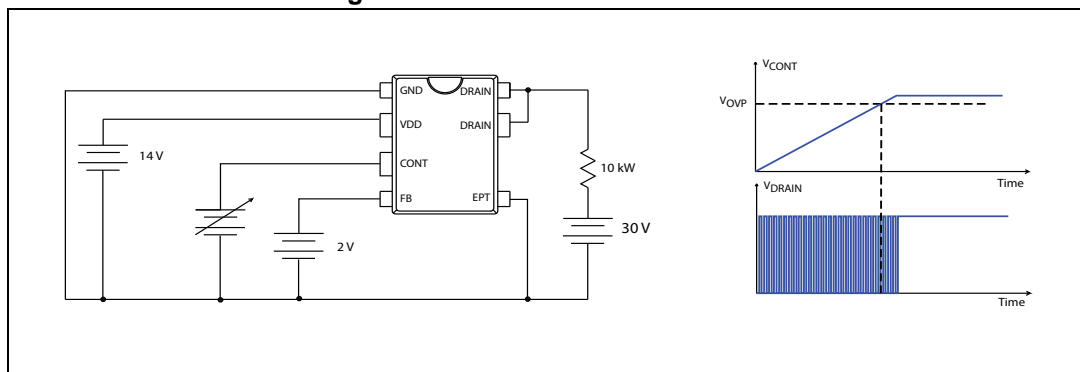 GND DRAIN
VDD DRAIN
CONT
FB EPT
14 V
2 V
10 kW
30 V
VCONT
VOVP
Time
VDRAIN
Time